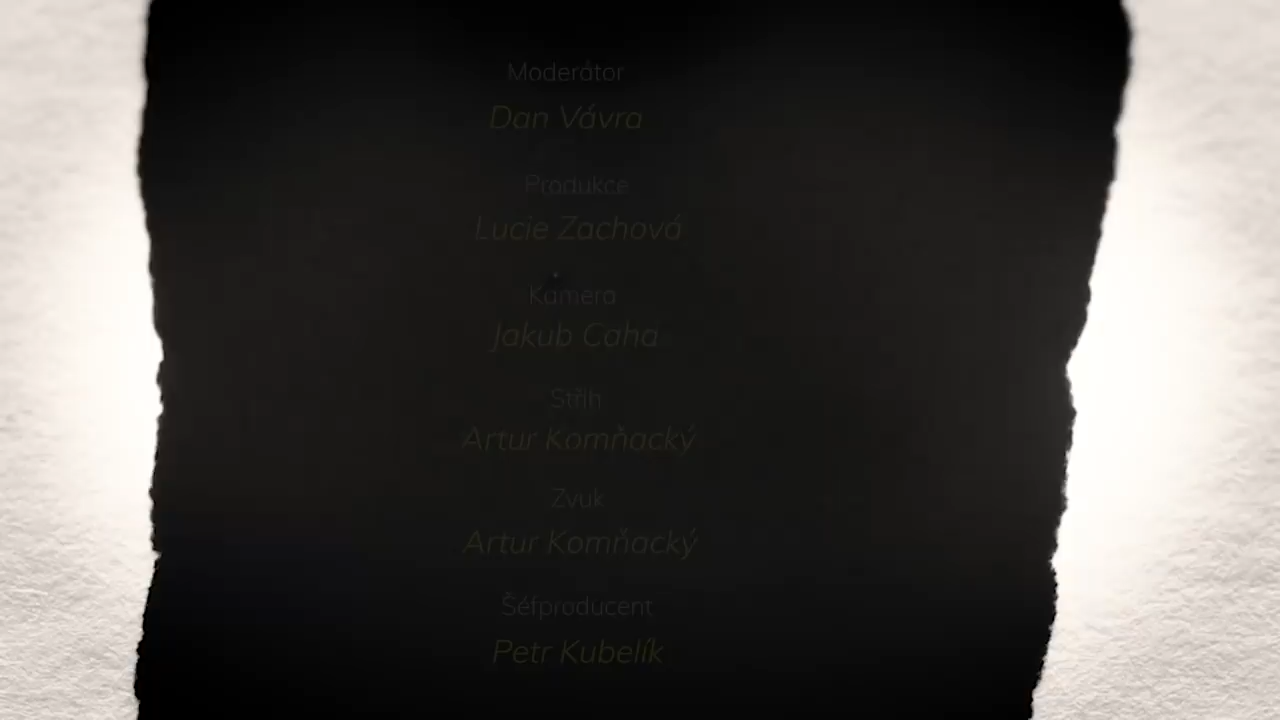 Moderátor
Dan Vávra
Produkce
Lucie Zachová
Kamera
Jakub Caha
Střih
Artur Komňacký
Zvuk
Artur Komňacký
Šéfproducent
Petr Kubelík